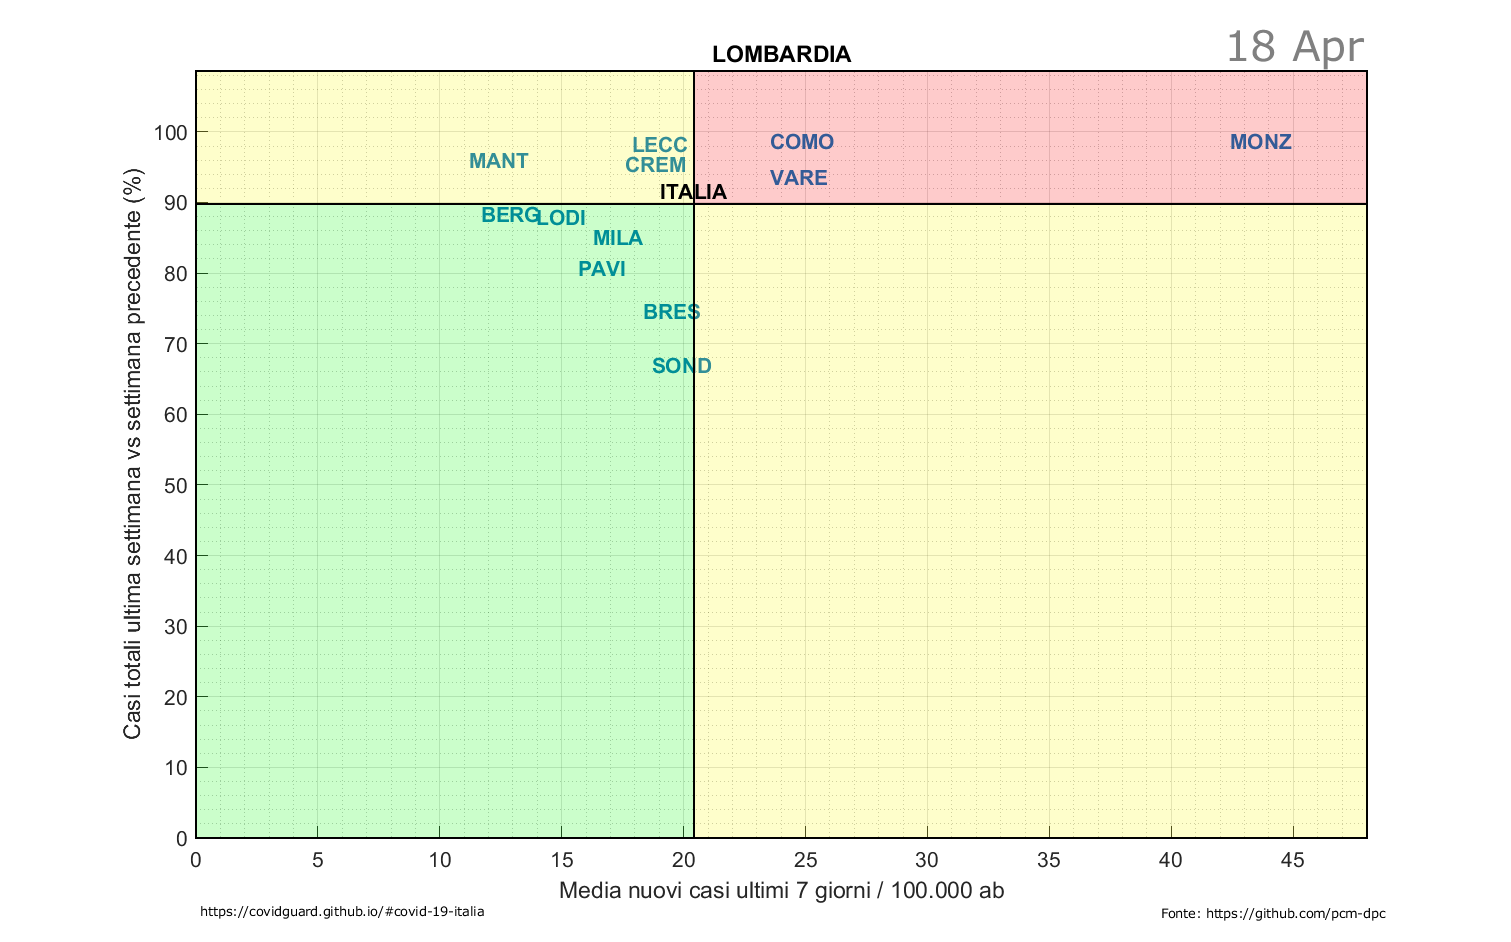 18 Apr
LOMBARDIA
100
90
80
70
60
50
40
30
20
10
0
Casi totali ultima settimana vs settimana precedente (%)
LECC
COMO
MONZ
MANT
CREM
VARE
ITALIA
BERG
LODI
MILA
PAVI
BRES
SOND
0 5 10 15 20 25 30 35 40 45
Media nuovi casi ultimi 7 giorni / 100.000 ab
https://covidguard.github.io/#covid-19-italia
Fonte: https://github.com/pcm-dpc